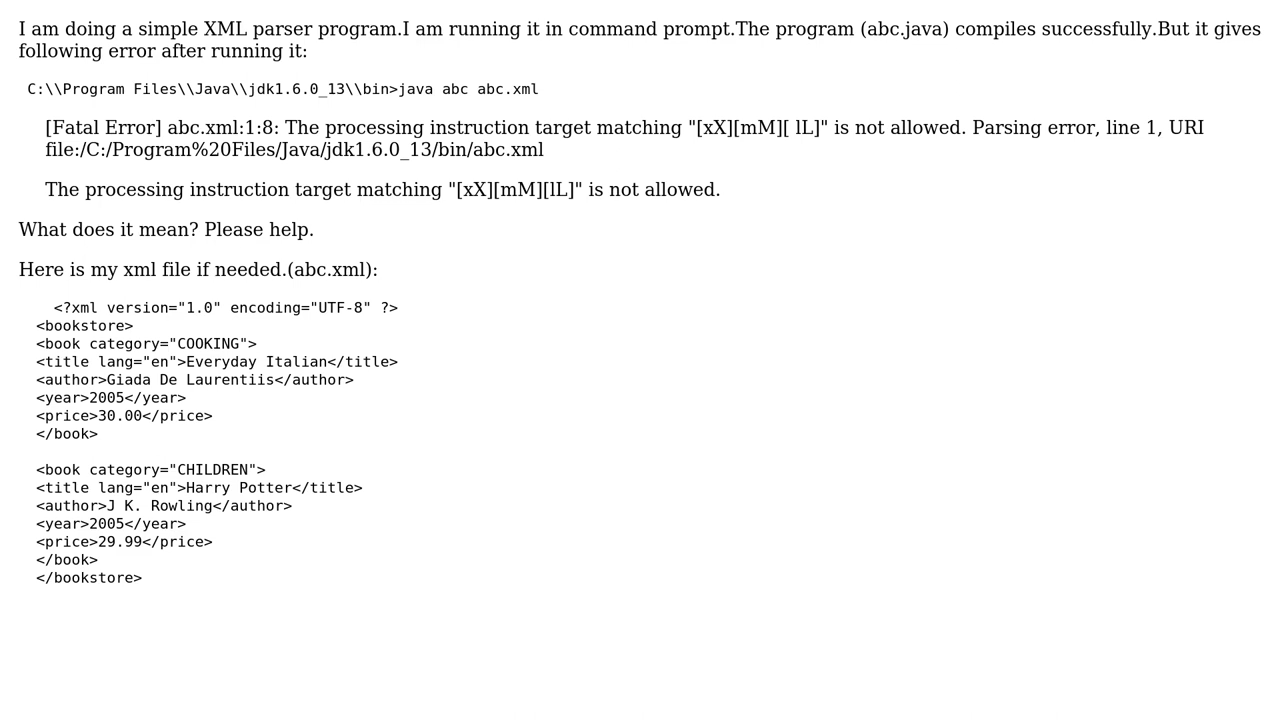 I am doing a simple XML parser program.I am running it in command prompt.The program (abc.java) compiles successfully.But it gives
following error after running it:
C:\\Program Files\\Java\\jdk1.6.0_13\\bin>java abc abc.xml
[Fatal Error] abc.xml:1:8: The processing instruction target matching "[xX][mM][ lL]" is not allowed. Parsing error, line 1, URI
file:/C:/Program%20Files/Java/jdk1.6.0_13/bin/abc.xml
The processing instruction target matching "[xX][mM][lL]" is not allowed.
What does it mean? Please help.
Here is my xml file if needed.(abc.xml):
<?xml version="1.0" encoding="UTF-8" ?>
<bookstore>
<book category="COOKING">
<title lang="en">Everyday Italian</title>
<author>Giada De Laurentiis</author>
<year>2005</year>
<price>30.00</price>
</book>
<book category="CHILDREN">
<title lang="en">Harry Potter</title>
<author>J K. Rowling</author>
<year>2005</year>
<price>29.99</price>
</book>
</bookstore>